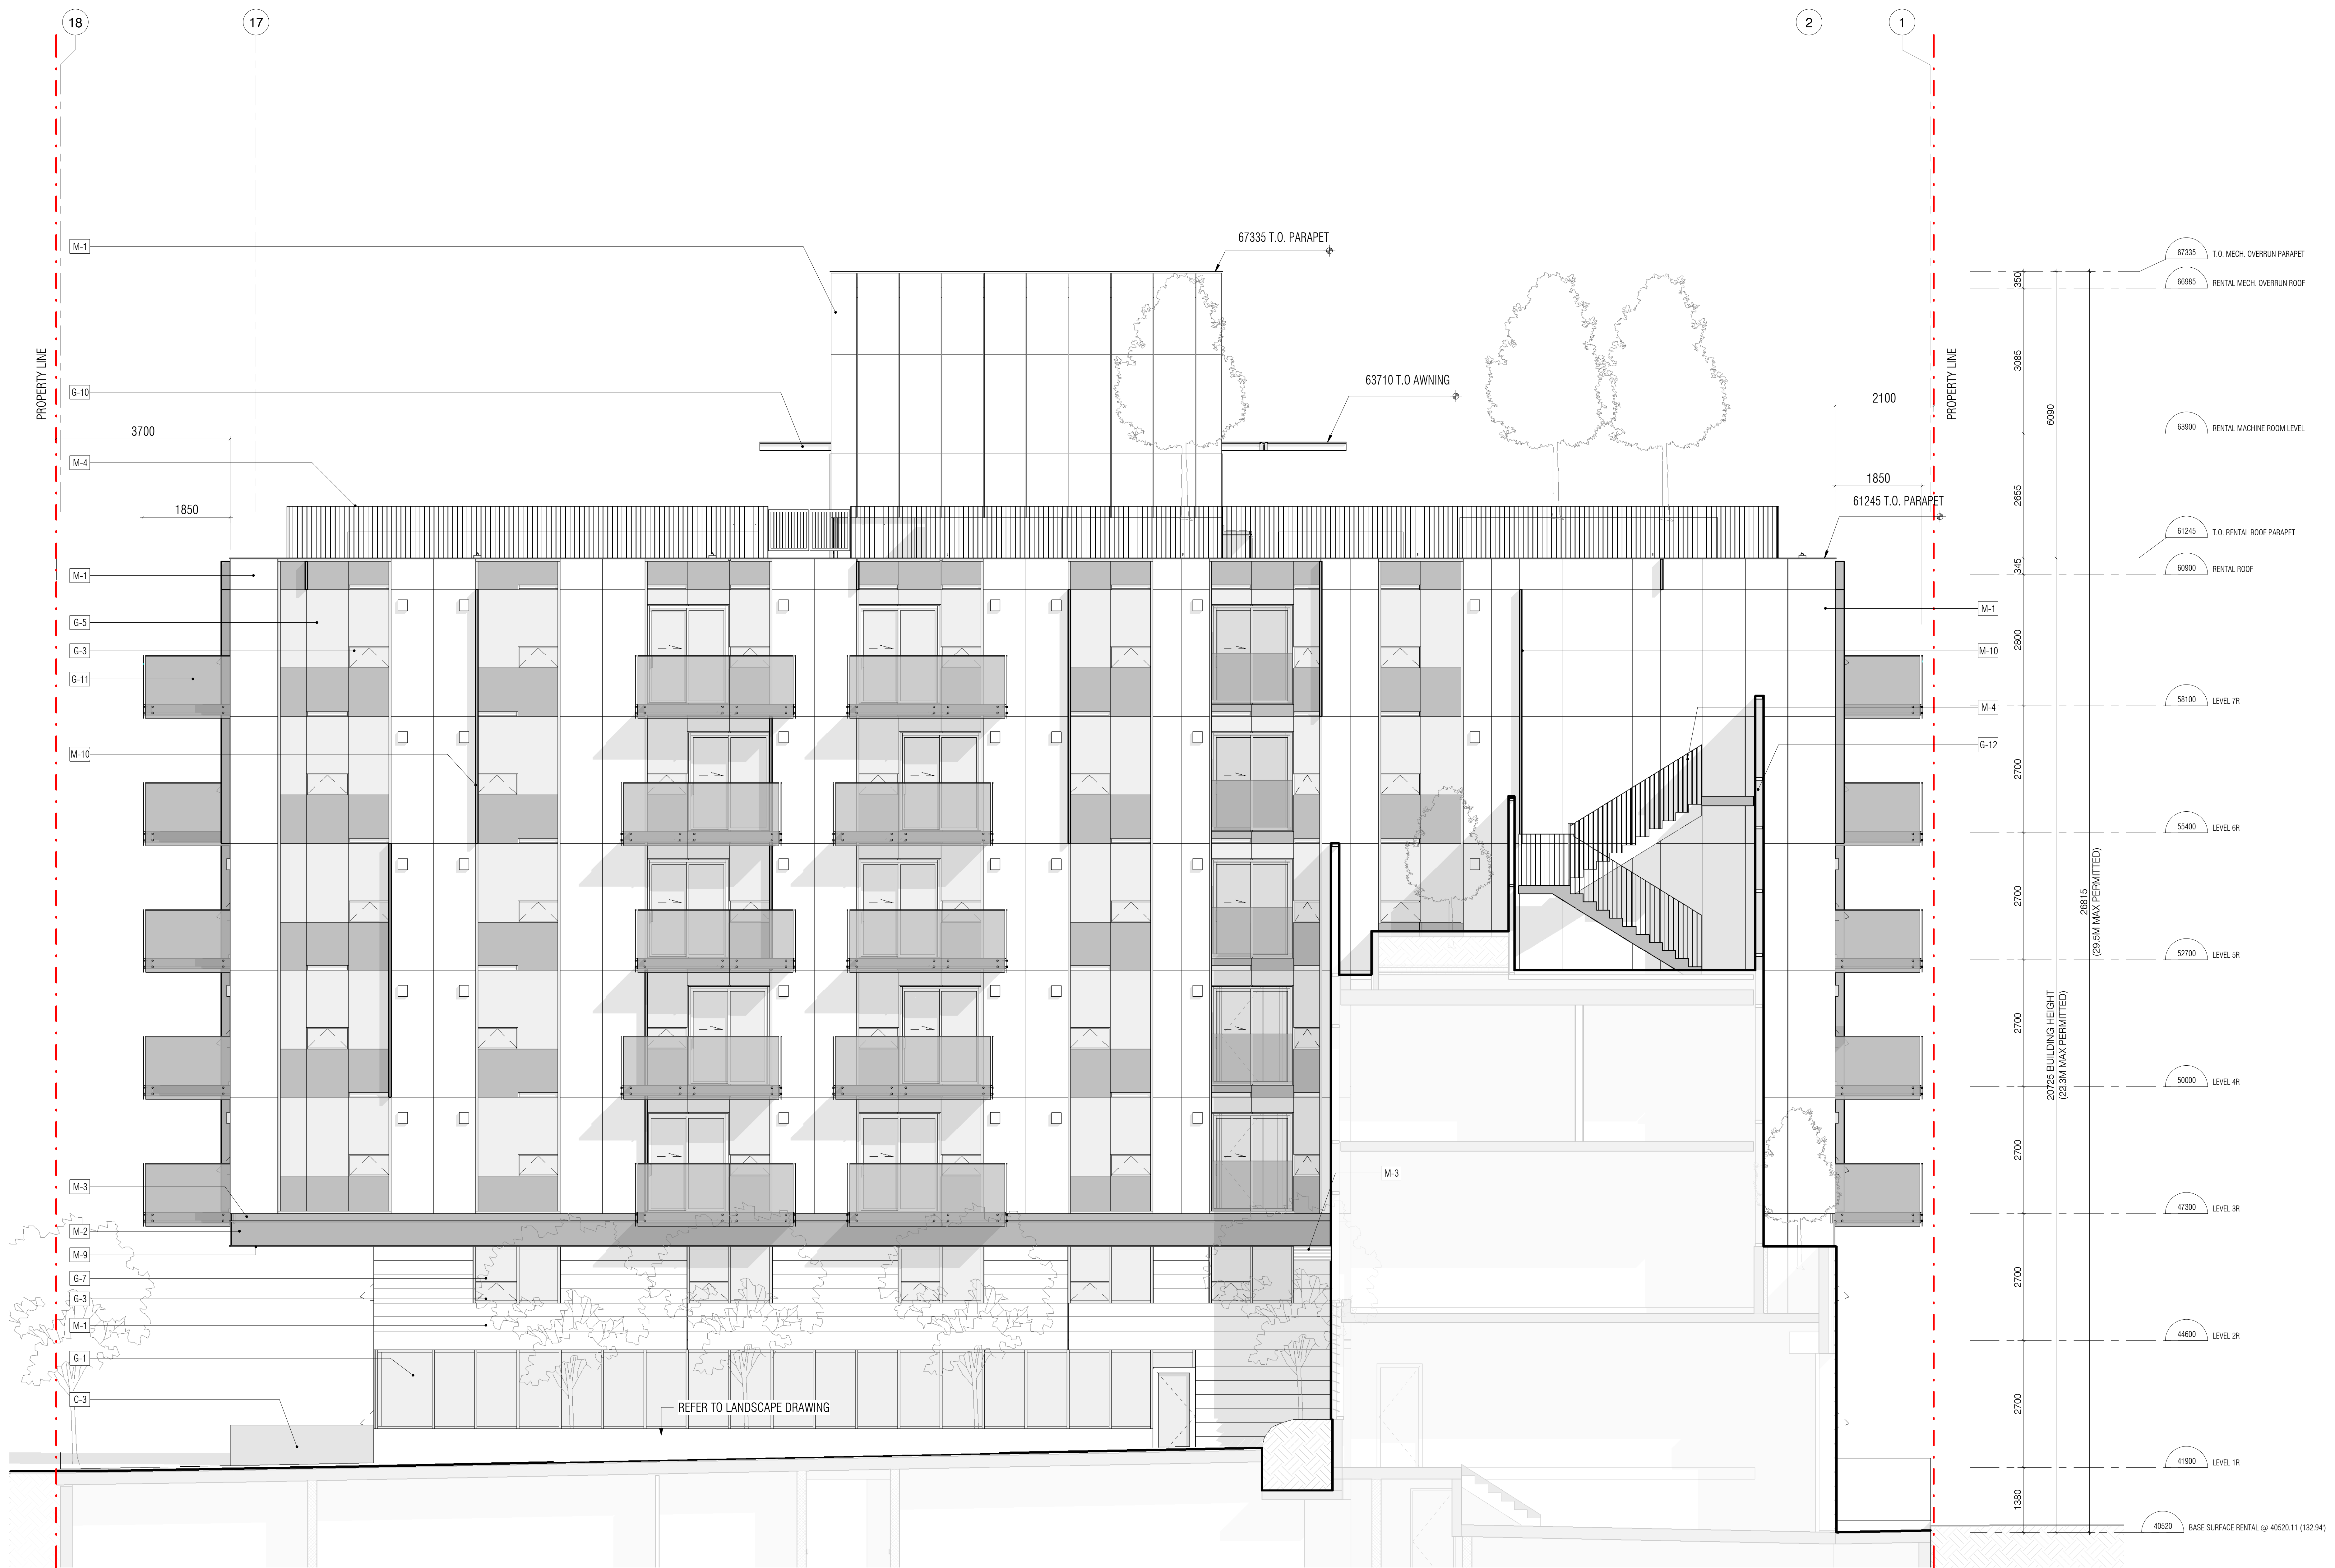 18
17
2
1
M-1
67335 T.O. PARAPET
67335 T.O. MECH. OVERRUN PARAPET
350
66985 RENTAL MECH. OVERRUN ROOF
PROPERTY LINE
PROPERTY LINE
3085
63710 T.O AWNING
G-10
2100
6090
63900 RENTAL MACHINE ROOM LEVEL
3700
M-4
1850
1850
61245 T.O. PARAPET
2655
61245 T.O. RENTAL ROOF PARAPET
345
60900 RENTAL ROOF
M-1
M-1
G-5
G-3
M-10
2800
G-11
58100 LEVEL 7R
M-4
G-12
M-10
2700
55400 LEVEL 6R
2700
26815
(29.5M MAX PERMITTED)
52700 LEVEL 5R
2700
20725 BUILDING HEIGHT
(22.3M MAX PERMITTED)
50000 LEVEL 4R
2700
M-3
M-3
47300 LEVEL 3R
M-2
M-9
G-7
2700
G-3
M-1
44600 LEVEL 2R
G-1
2700
C-3
REFER TO LANDSCAPE DRAWING
41900 LEVEL 1R
1380
40520 BASE SURFACE RENTAL @ 40520.11 (132.94')